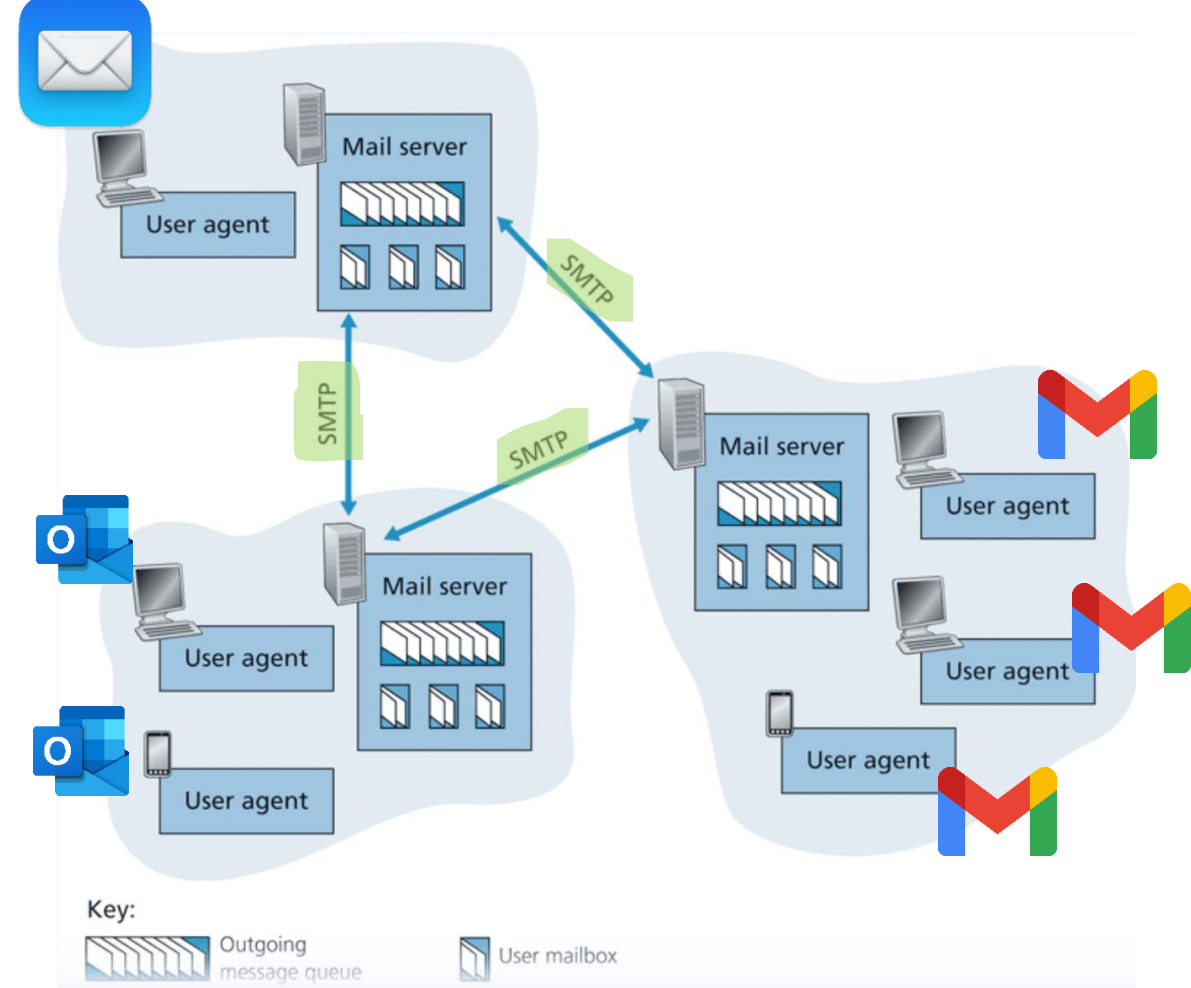 Mail server
User agent
SMTP
SMTP
SMTP
Mail server
User agent
User agent
User agent
Mail server
User agent
User agent
O
O
Key:
Outgoing
message queue
User mailbox